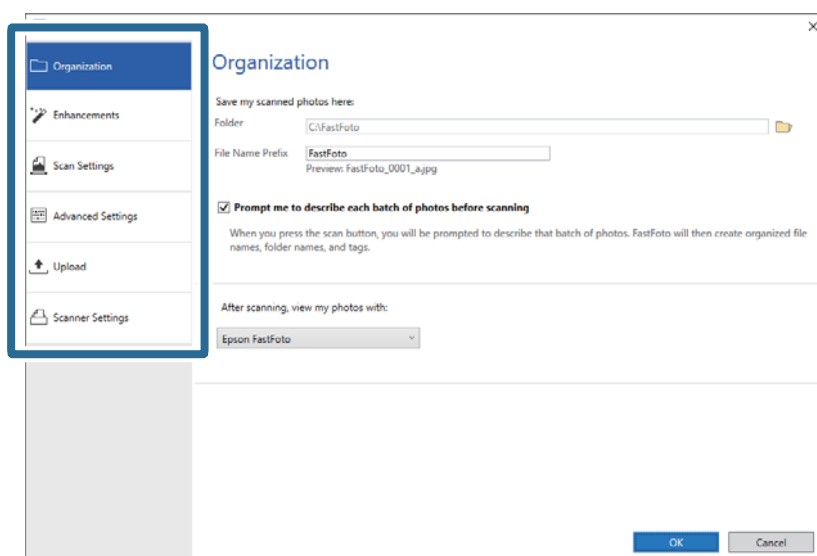 Organization
Enhancements
Scan Settings
Advanced Settings
Upload
Scanner Settings
Organization
Save my scanned photos here:
Folder
C:\FastFoto
File Name Prefix
FastFoto
Preview: FastFoto_0001_a.jpg
Prompt me to describe each batch of photos before scanning
When you press the scan button, you will be prompted to describe that batch of photos. FastFoto will then create organized file
names, folder names, and tags.
After scanning, view my photos with:
Epson FastFoto
OK
Cancel